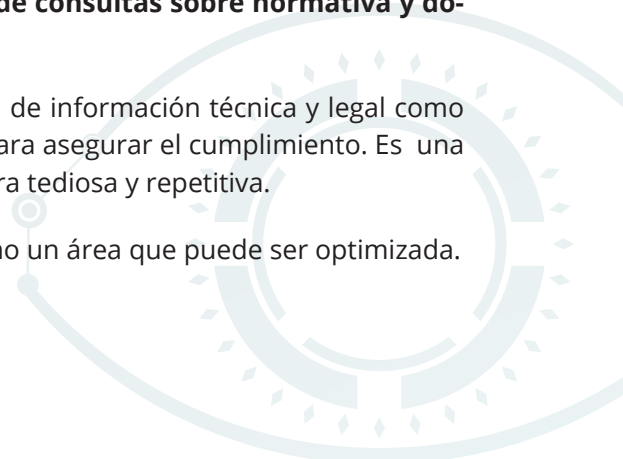 de consultas sobre normativa y do-
de información técnica y legal como
ara asegurar el cumplimiento. Es una
ra tediosa y repetitiva.
no un área que puede ser optimizada.